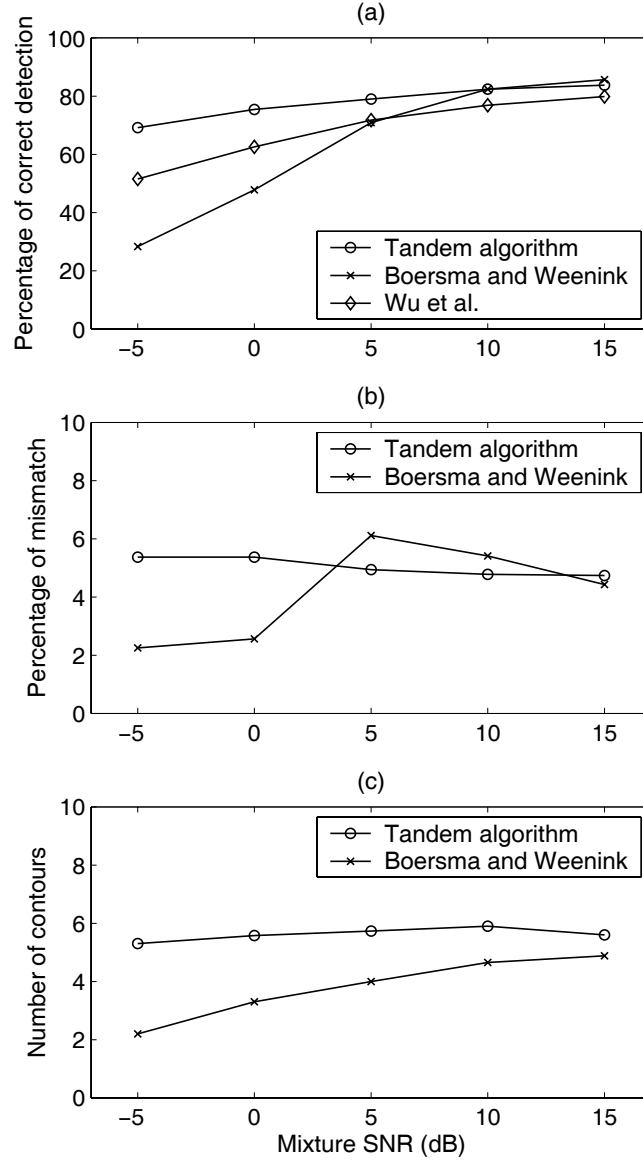 (a)
Percentage of correct detection
100
80
60
40
20
0
−5
0
5
10
15
Tandem algorithm
Boersma and Weenink
Wu et al.
(b)
Percentage of mismatch
10
8
6
4
2
0
−5
0
5
10
15
Tandem algorithm
Boersma and Weenink
(c)
Number of contours
10
8
6
4
2
0
−5
0
5
10
15
Tandem algorithm
Boersma and Weenink
Mixture SNR (dB)